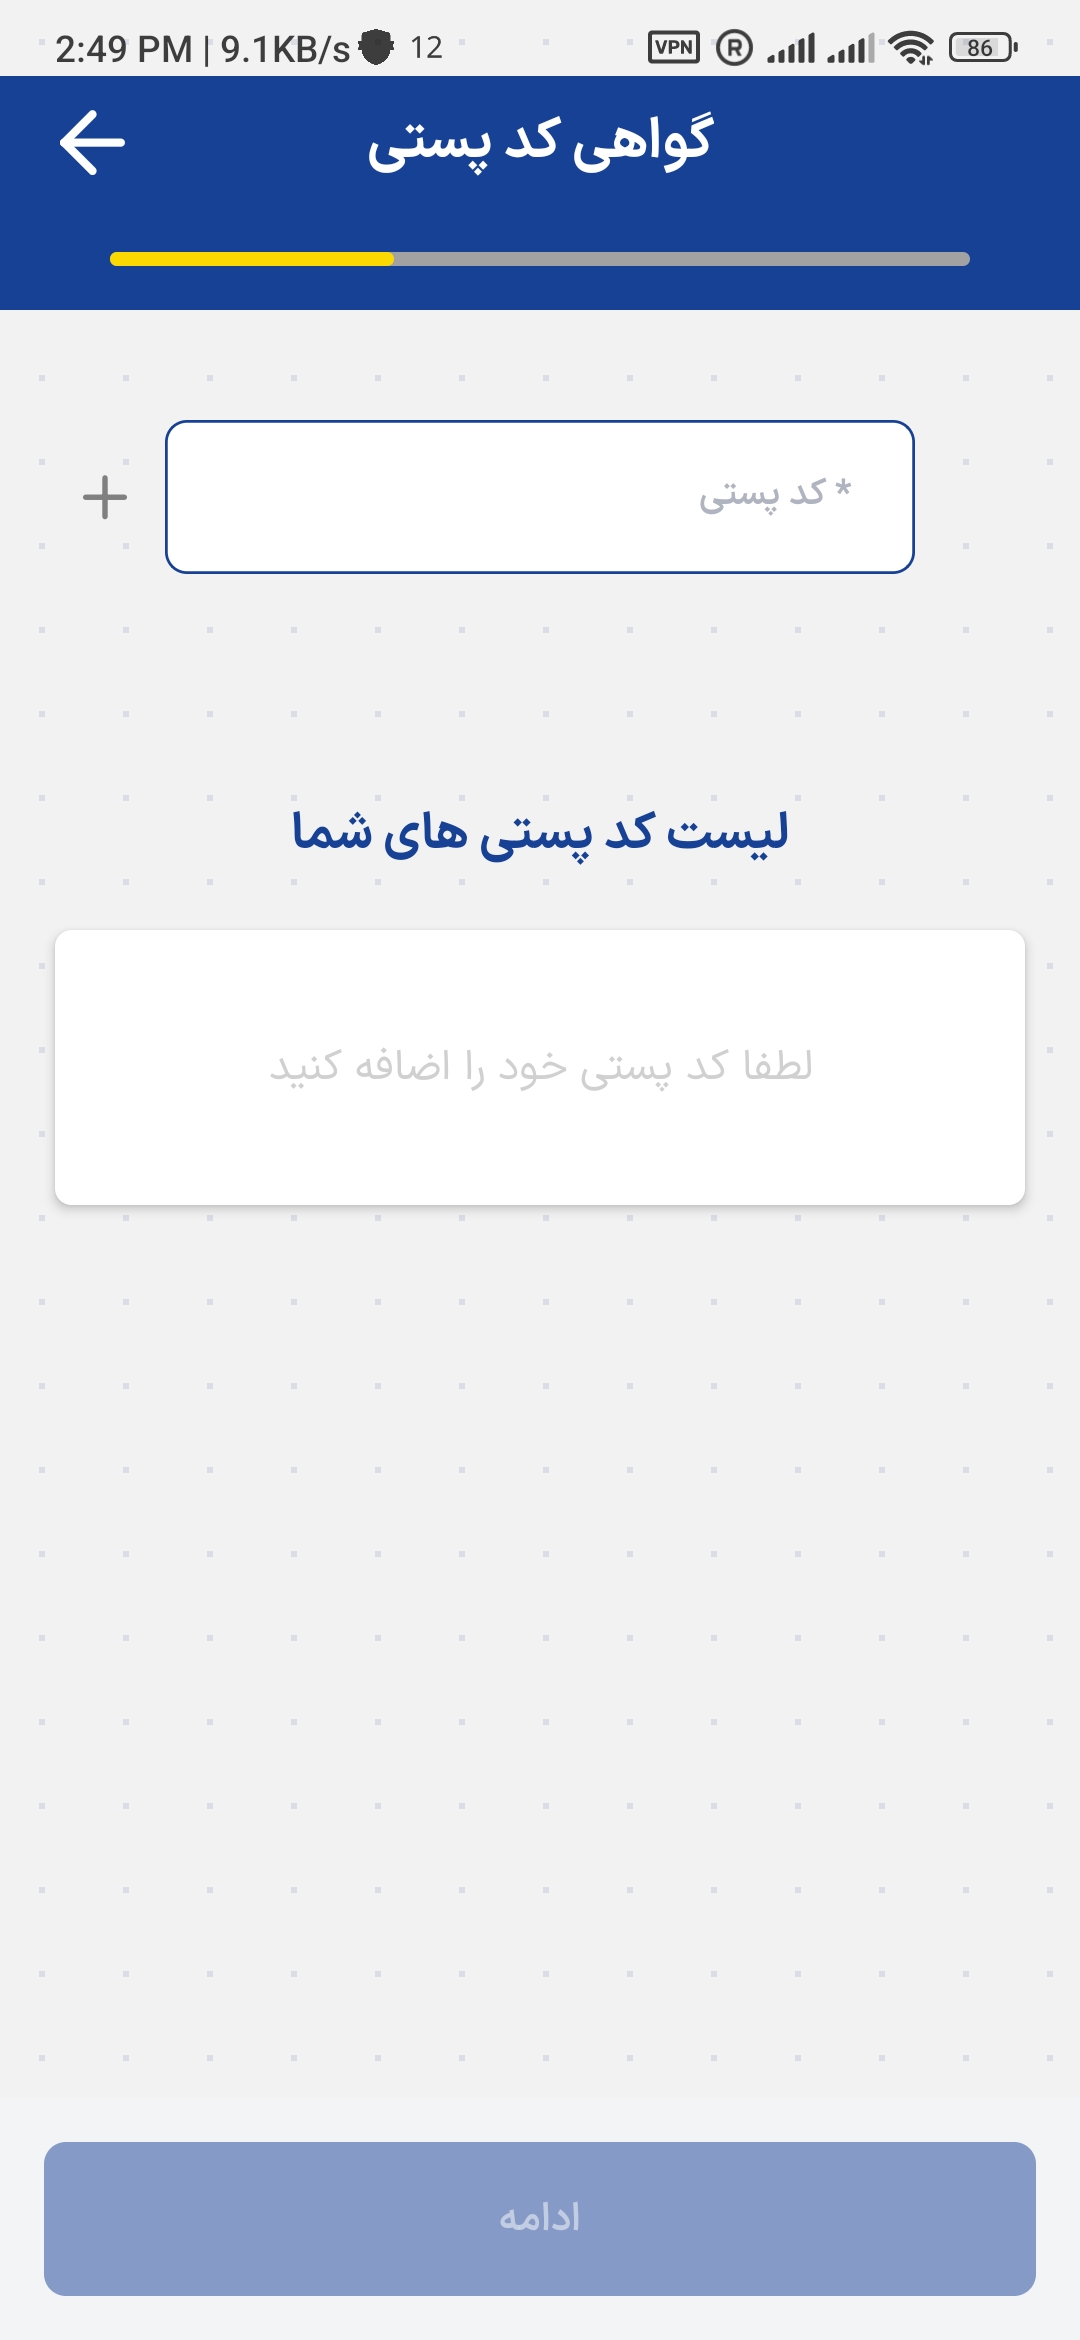 2:49 PM | 9.1KB/s 12 VPN R 86
گواهی کد پستی
* کد پستی
لیست کد پستی های شما
لطفا کد پستی خود را اضافه کنید
ادامه